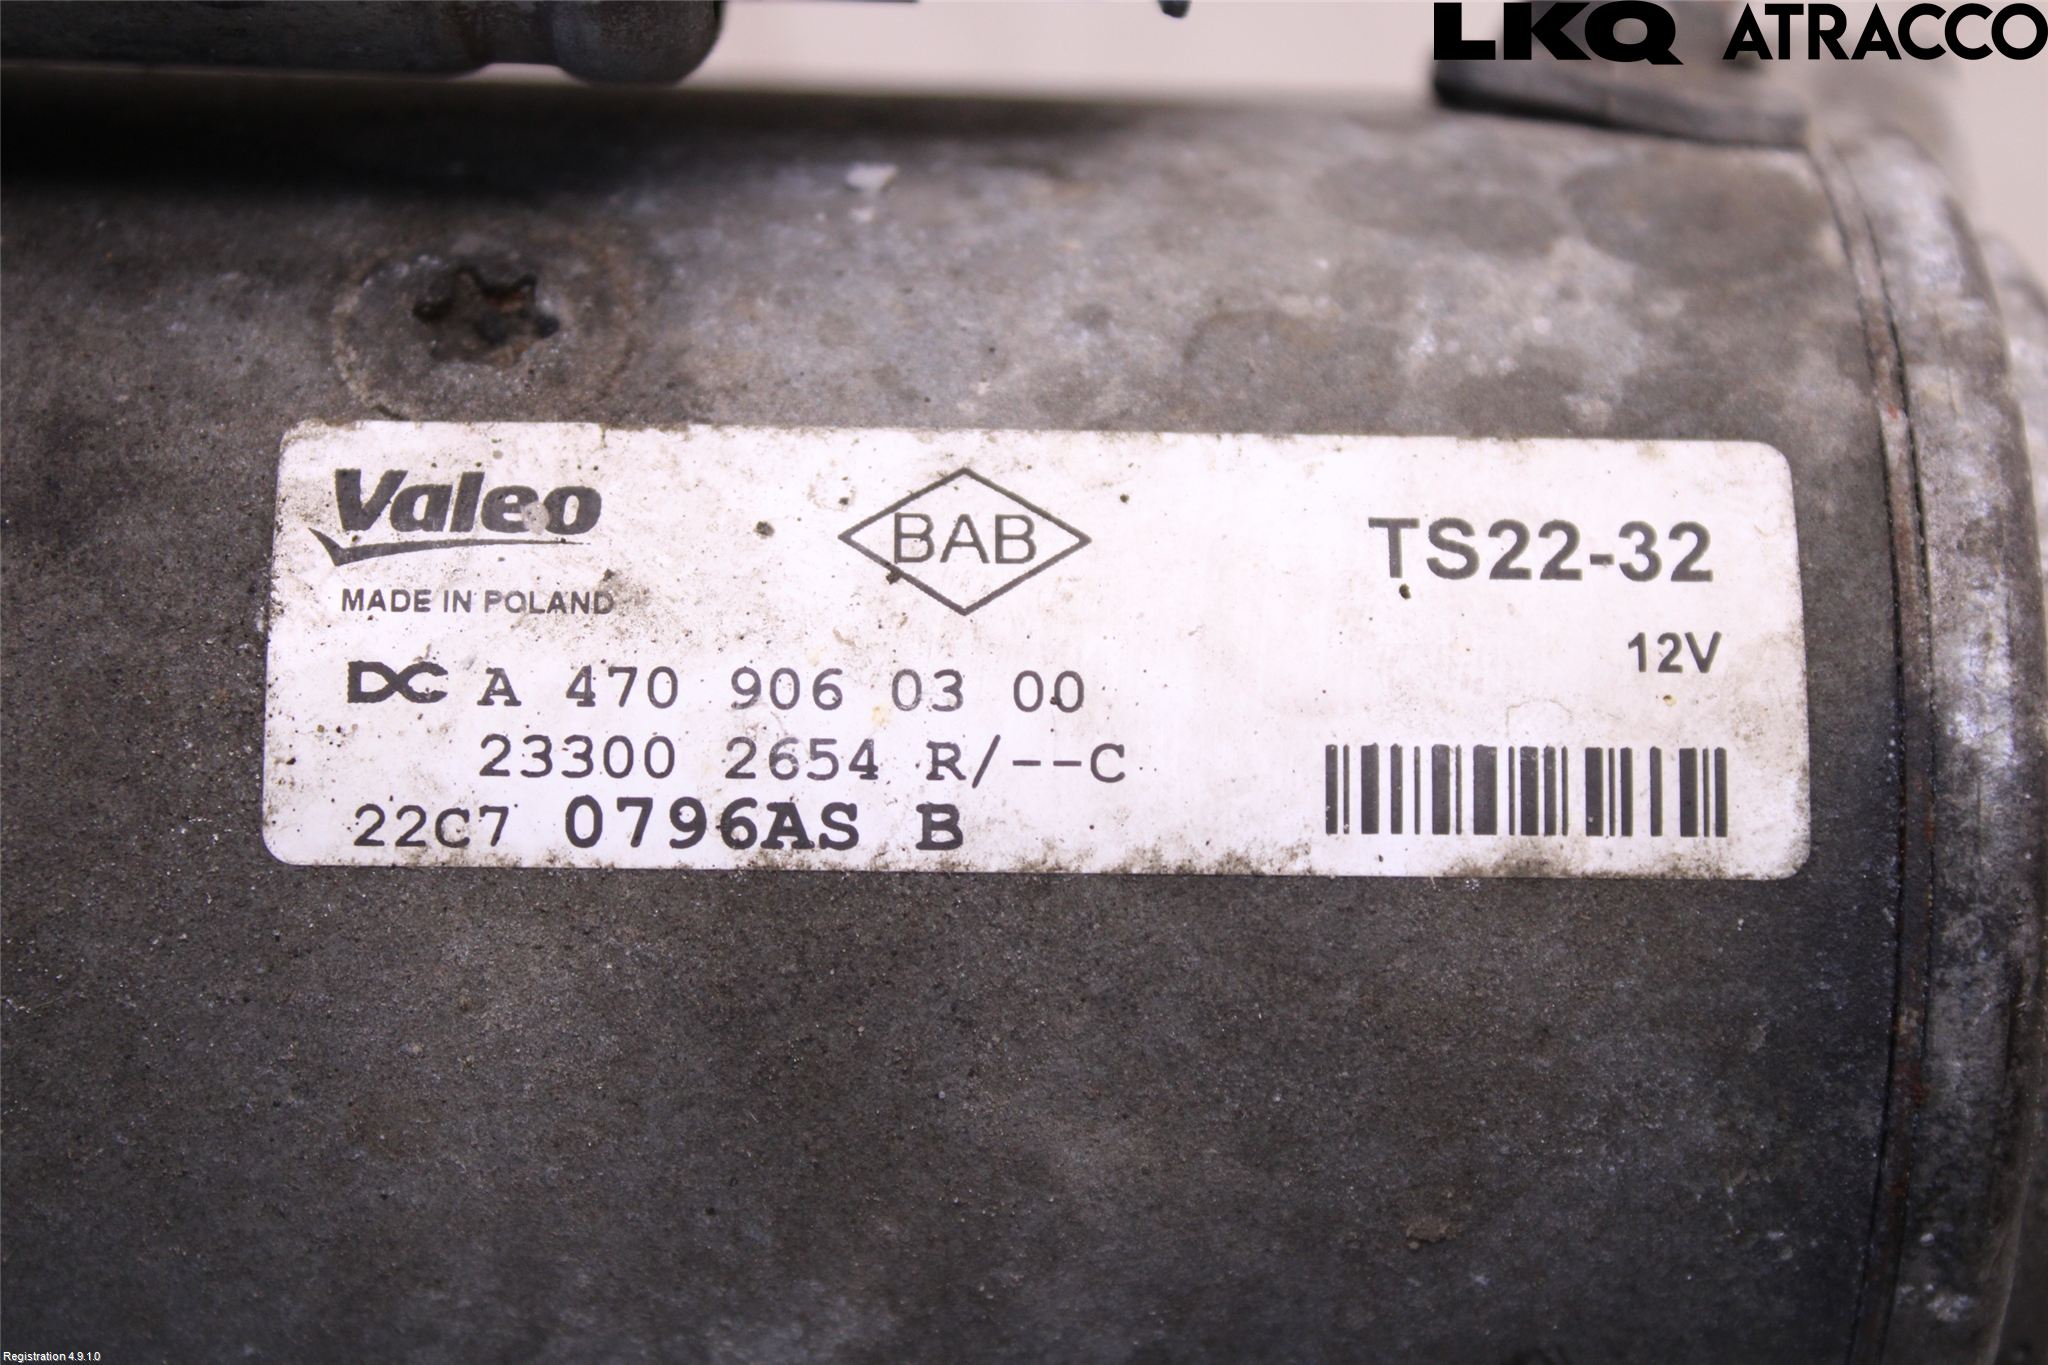 LKQ ATRACCO
Valeo
MADE IN POLAND
BAB
TS22-32
12V
DC A 470 906 03 00
23300 2654 R/--C
22C7 0796AS B
Registration 4.9.1.0